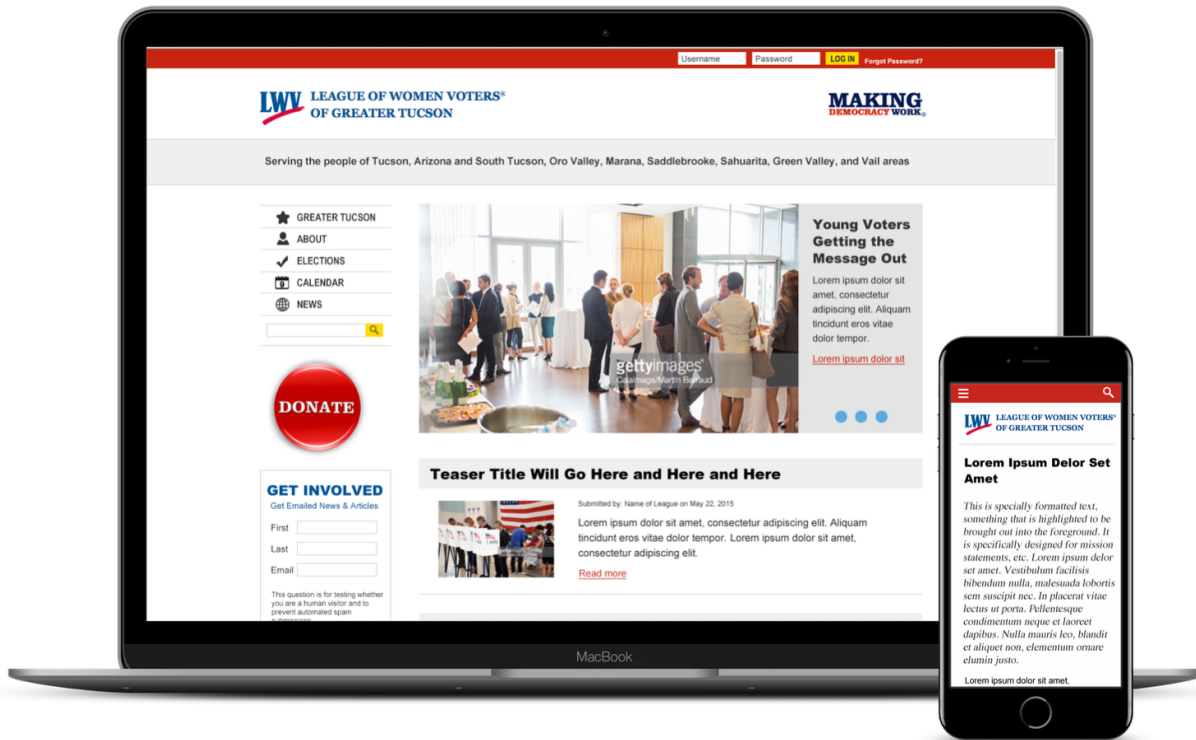 Username
Password
LOG IN
Forgot Password?
LWV LEAGUE OF WOMEN VOTERS®
OF GREATER TUCSON
MAKING
DEMOCRACY WORK®
Serving the people of Tucson, Arizona and South Tucson, Oro Valley, Marana, Saddlebrooke, Sahuarita, Green Valley, and Vail areas
GREATER TUCSON
ABOUT
ELECTIONS
9
CALENDAR
NEWS
DONATE
GET INVOLVED
Get Emailed News & Articles
First
Last
Email
This question is for testing whether
you are a human visitor and to
prevent automated spam
submissions
gettyimages®
Caiaimage/Martin Barraud
Young Voters
Getting the
Message Out
Lorem ipsum dolor sit
amet, consectetur
adipiscing elit. Aliquam
tincidunt eros vitae
dolor tempor.
Lorem ipsum dolor sit
Teaser Title Will Go Here and Here and Here
Submitted by: Name of League on May 22, 2015
Lorem ipsum dolor sit amet, consectetur adipiscing elit. Aliquam
tincidunt eros vitae dolor tempor. Lorem ipsum dolor sit amet,
consectetur adipiscing elit.
Read more
MacBook
LWV LEAGUE OF WOMEN VOTERS®
OF GREATER TUCSON
Lorem Ipsum Delor Set
Amet
This is specially formatted text,
something that is highlighted to be
brought out into the foreground. It
is specifically designed for mission
statements, etc. Lorem ipsum delor
set amet. Vestibulum facilisis
bibendum nulla, malesuada lobortis
sem suscipit nec. In placerat vitae
lectus ut porta. Pellentesque
condimentum neque et laoreet
dapibus. Nulla mauris leo, blandit
et aliquet non, elementum ornare
elumin justo.
Lorem ipsum dolor sit amet,